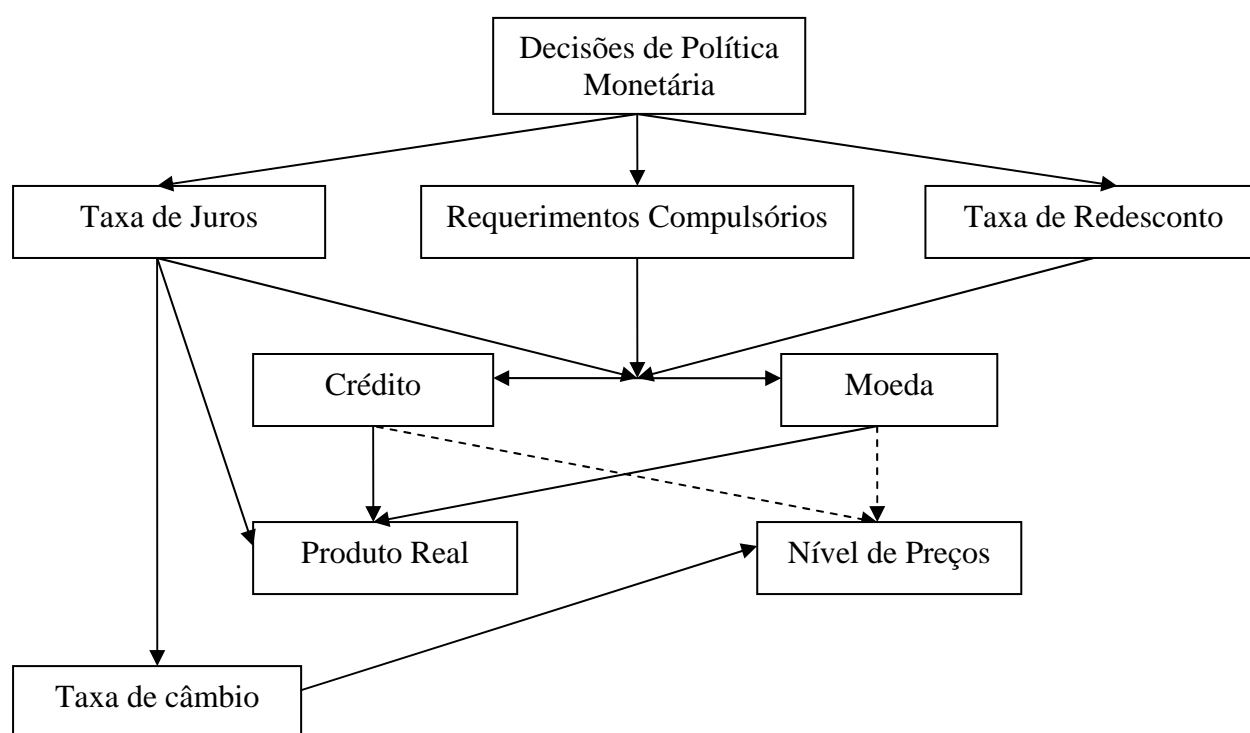 Decisões de Política
Monetária
Taxa de Juros
Requerimentos Compulsórios
Taxa de Redesconto
Crédito
Moeda
Produto Real
Nível de Preços
Taxa de câmbio